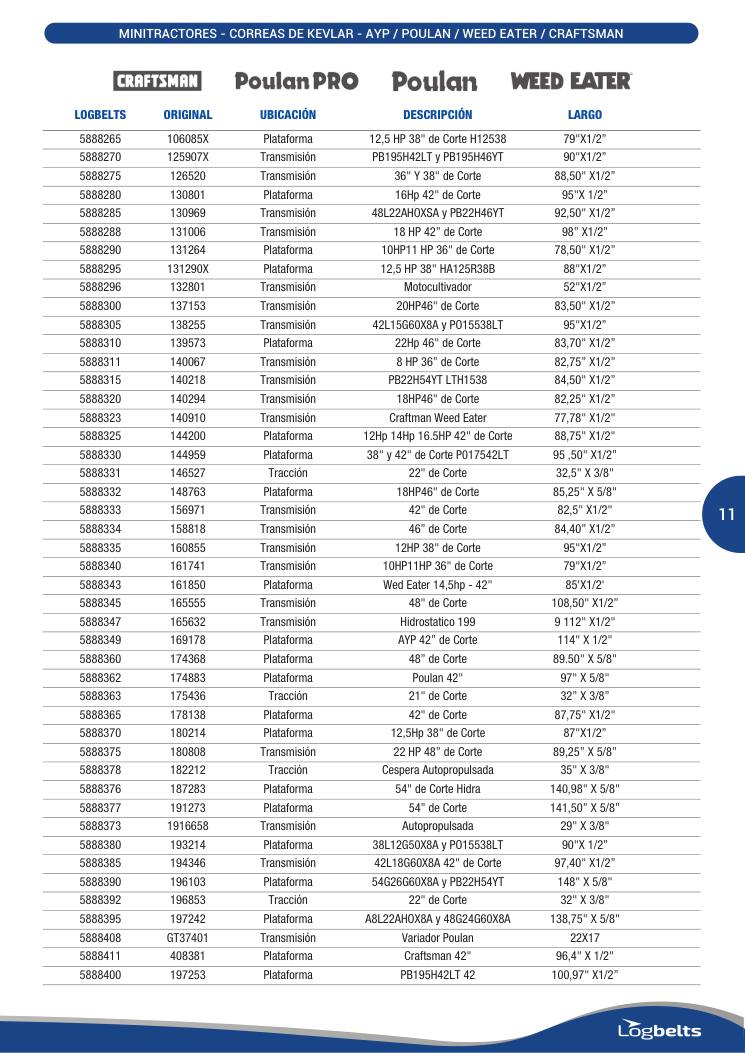 MINITRACTORES - CORREAS DE KEVLAR - AYP / POULAN / WEED EATER / CRAFTSMAN
CRAFTSMAN Poulan PRO Poulan WEED EATER
LOGBELTS ORIGINAL UBICACIÓN DESCRIPCIÓN LARGO
5888265 106085X Plataforma 12,5 HP 38" de Corte H12538 79"X1/2”
5888270 125907X Transmisión PB195H42LT y PB195H46YT 90"X1/2”
5888275 126520 Transmisión 36" Y 38" de Corte 88,50" X1/2”
5888280 130801 Plataforma 16Hp 42" de Corte 95"X 1/2”
5888285 130969 Transmisión 48L22AHOXSA y PB22H46YT 92,50" X1/2”
5888288 131006 Transmisión 18 HP 42” de Corte 98” X1/2”
5888290 131264 Plataforma 10HP11 HP 36" de Corte 78,50" X1/2”
5888295 131290X Plataforma 12,5 HP 38" HA125R38B 88"X1/2”
5888296 132801 Transmisión Motocultivador 52"X1/2”
5888300 137153 Transmisión 20HP46" de Corte 83,50" X1/2”
5888305 138255 Transmisión 42L15G60X8A y PO15538LT 95"X1/2”
5888310 139573 Plataforma 22Hp 46" de Corte 83,70" X1/2”
5888311 140067 Transmisión 8 HP 36” de Corte 82,75” X1/2”
5888315 140218 Transmisión PB22H54YT LTH1538 84,50" X1/2”
5888320 140294 Transmisión 18HP46" de Corte 82,25" X1/2”
5888323 140910 Transmisión Craftman Weed Eater 77,78" X1/2"
5888325 144200 Plataforma 12Hp 14Hp 16.5HP 42" de Corte 88,75" X1/2”
5888330 144959 Plataforma 38" y 42" de Corte P017542LT 95 ,50" X1/2”
5888331 146527 Tracción 22" de Corte 32,5" X 3/8"
5888332 148763 Plataforma 18HP46" de Corte 85,25" X 5/8"
5888333 156971 Transmisión 42" de Corte 82,5" X1/2"
5888334 158818 Transmisión 46” de Corte 84,40” X1/2”
5888335 160855 Transmisión 12HP 38" de Corte 95"X1/2”
5888340 161741 Transmisión 10HP11HP 36" de Corte 79"X1/2”
5888343 161850 Plataforma Wed Eater 14,5hp - 42" 85'X1/2'
5888345 165555 Transmisión 48" de Corte 108,50" X1/2”
5888347 165632 Transmisión Hidrostatico 199 9 112" X1/2"
5888349 169178 Plataforma AYP 42” de Corte 114" X 1/2"
5888360 174368 Plataforma 48” de Corte 89.50" X 5/8"
5888362 174883 Plataforma Poulan 42" 97" X 5/8"
5888363 175436 Tracción 21" de Corte 32” X 3/8”
5888365 178138 Plataforma 42" de Corte 87,75" X1/2"
5888370 180214 Plataforma 12,5Hp 38" de Corte 87"X1/2”
5888375 180808 Transmisión 22 HP 48” de Corte 89,25” X 5/8”
5888378 182212 Tracción Cespera Autopropulsada 35" X 3/8"
5888376 187283 Plataforma 54" de Corte Hidra 140,98" X 5/8"
5888377 191273 Plataforma 54” de Corte 141,50” X 5/8"
5888373 1916658 Transmisión Autopropulsada 29" X 3/8"
5888380 193214 Plataforma 38L12G50X8A y PO15538LT 90"X 1/2”
5888385 194346 Transmisión 42L18G60X8A 42" de Corte 97,40" X1/2”
5888390 196103 Plataforma 54G26G60X8A y PB22H54YT 148" X 5/8"
5888392 196853 Tracción 22" de Corte 32" X 3/8"
5888395 197242 Plataforma A8L22AHOX8A y 48G24G60X8A 138,75" X 5/8"
5888408 GT37401 Transmisión Variador Poulan 22X17
5888411 408381 Plataforma Craftsman 42" 96,4" X 1/2"
5888400 197253 Plataforma PB195H42LT 42 100,97" X1/2”
11
Logbelts